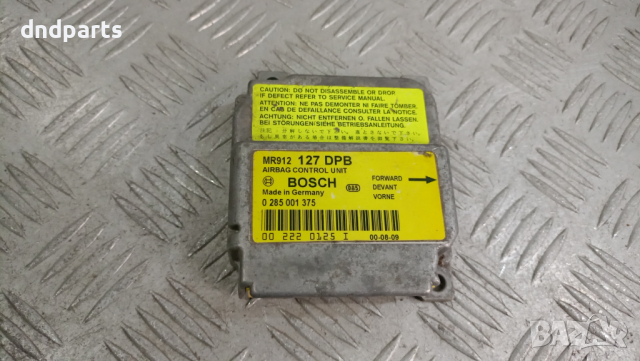 dndparts
CAUTION: DO NOT DISASSEMBLE OR DROP
IF DEFECT REFER TO SERVICE MANUAL.
ATTENTION: NE PAS DEMONTER NI FAIRE TOMBER,
EN CAS DE DEFAILLANCE CONSULTER LA NOTICE.
ACHTUNG: NICHT ENTFERNEN O. FALLEN LASSEN.
BEI STÖRUNGEN-SIEHE BETRIEBSANLEITUNG.
MR912 127 DPB
AIRBAG CONTROL UNIT
BOSCH
Made in Germany
0 285 001 375
FORWARD
DEVANT
VORNE
00 222 0125 I
00-08-09
BAZAR